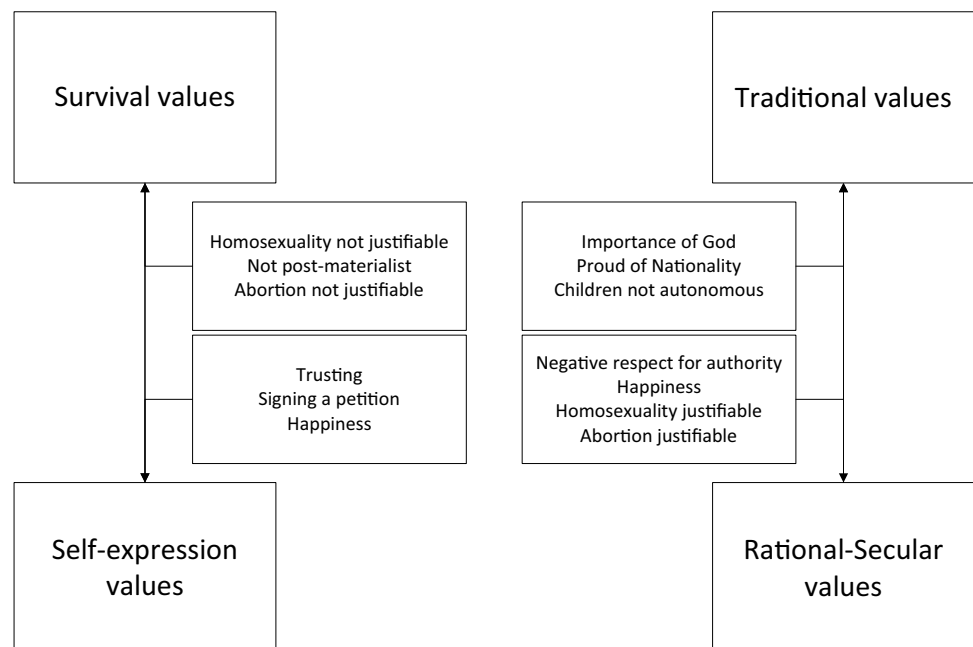 Survival values
Traditional values
Homosexuality not justifiable
Not post-materialist
Abortion not justifiable
Importance of God
Proud of Nationality
Children not autonomous
Trusting
Signing a petition
Happiness
Negative respect for authority
Happiness
Homosexuality justifiable
Abortion justifiable
Self-expression
values
Rational-Secular
values